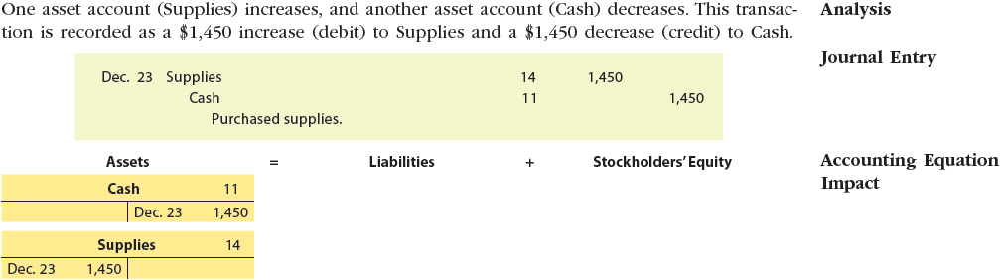 One asset account (Supplies) increases, and another asset account (Cash) decreases. This transac-
tion is recorded as a $1,450 increase (debit) to Supplies and a $1,450 decrease (credit) to Cash.
Analysis
Journal Entry
Dec. 23 Supplies 14 1,450
Cash 11 1,450
Purchased supplies.
Assets = Liabilities + Stockholders' Equity
Accounting Equation
Impact
Cash 11
Dec. 23 1,450
Supplies 14
Dec. 23 1,450